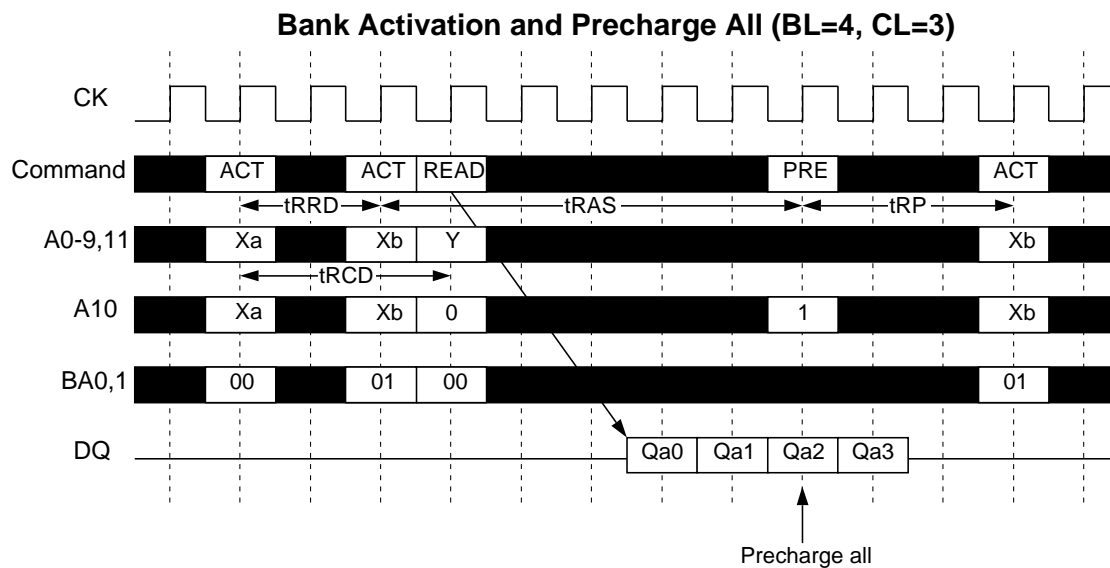 Bank Activation and Precharge All (BL=4, CL=3)
CK
Command ACT ACT READ PRE ACT
tRRD tRAS tRP
A0-9,11 Xa Xb Y Xb
tRCD
A10 Xa Xb 0 1 Xb
BA0,1 00 01 00 01
DQ Qa0 Qa1 Qa2 Qa3
Precharge all